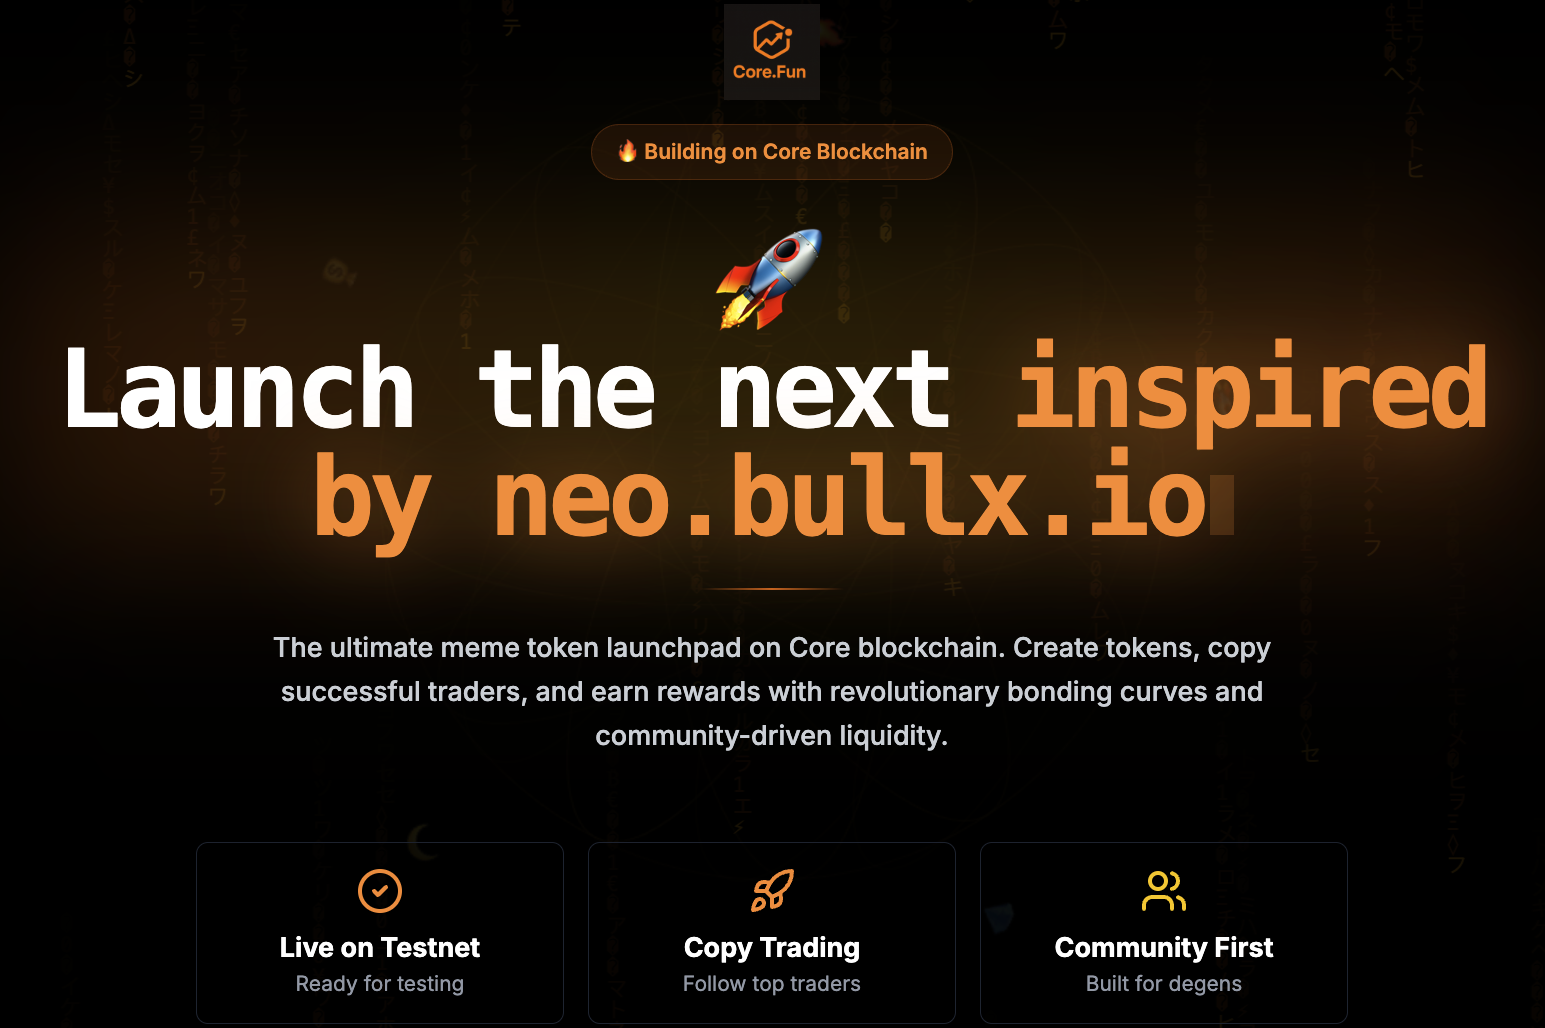 Core.Fun
🔥 Building on Core Blockchain
Launch the next inspired
by neo.bullx.io
The ultimate meme token launchpad on Core blockchain. Create tokens, copy
successful traders, and earn rewards with revolutionary bonding curves and
community-driven liquidity.
Live on Testnet
Ready for testing
Copy Trading
Follow top traders
Community First
Built for degens